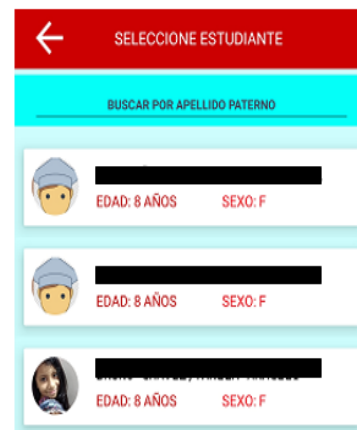 SELECCIONE ESTUDIANTE
BUSCAR POR APELLIDO PATERNO
EDAD: 8 AÑOS SEXO: F
EDAD: 8 AÑOS SEXO: F
EDAD: 8 AÑOS SEXO: F